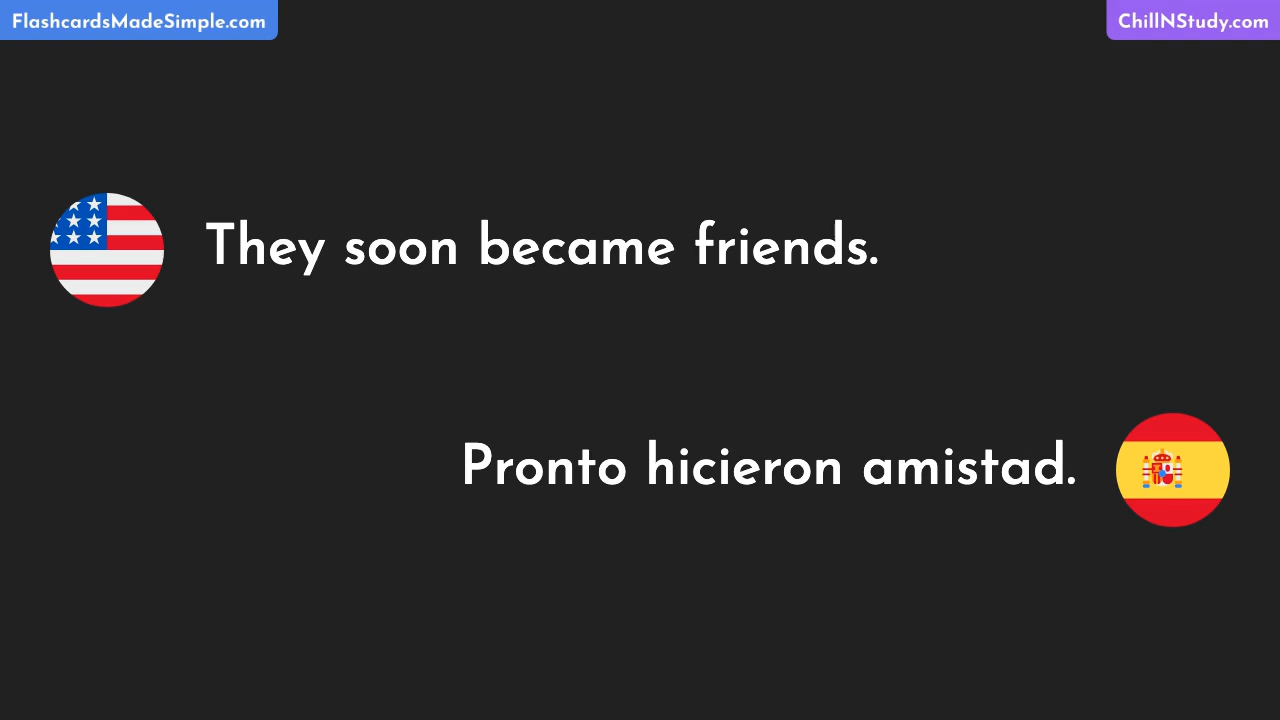 FlashcardsMadeSimple.com
ChillNStudy.com
They soon became friends.
Pronto hicieron amistad.